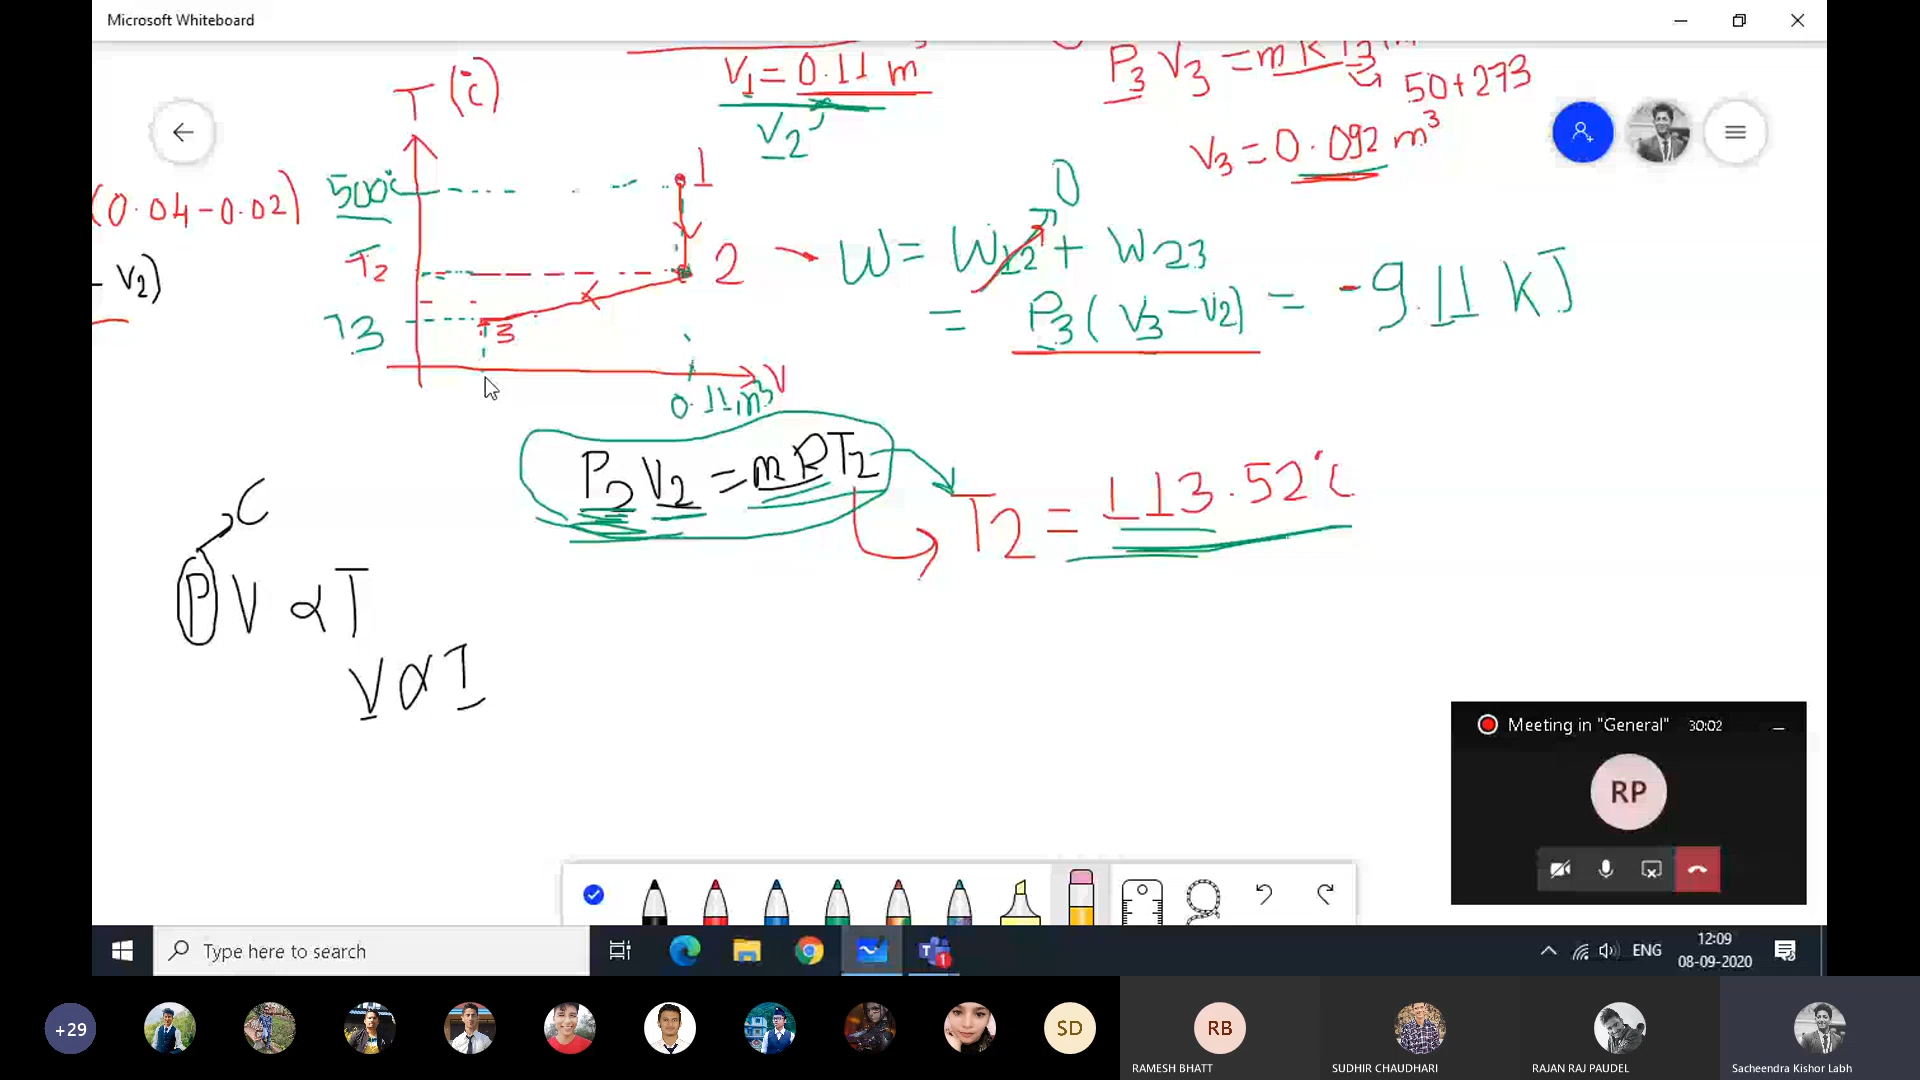 Microsoft Whiteboard
V1 = 0.11 m
V2
P3 V3 = m R T3
50+273
V3 = 0.092 m³
T (°C)
(0.04-0.02)
500°C
1
T2
2
- V2)
T3
3
V
0.11 m³
0
W = W12 + W23
= P3 ( V3 - V2) = -9.11 kJ
P2 V2 = m R T2
T2 = 113.52°C
C
P V ∝ T
V ∝ T
Meeting in "General" 30:02
RP
Type here to search
1
ENG
12:09
08-09-2020
+29
SD
RB
RAMESH BHATT
SUDHIR CHAUDHARI
RAJAN RAJ PAUDEL
Sacheendra Kishor Labh